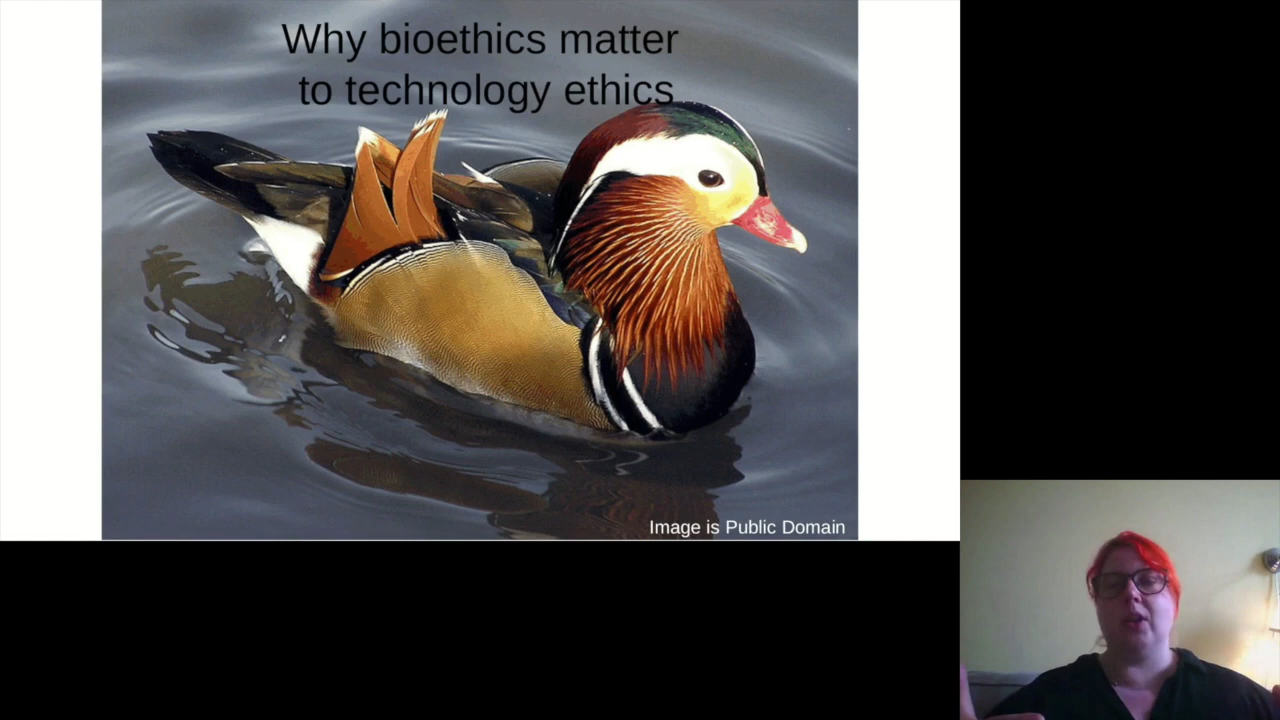 Why bioethics matter
to technology ethics
Image is Public Domain